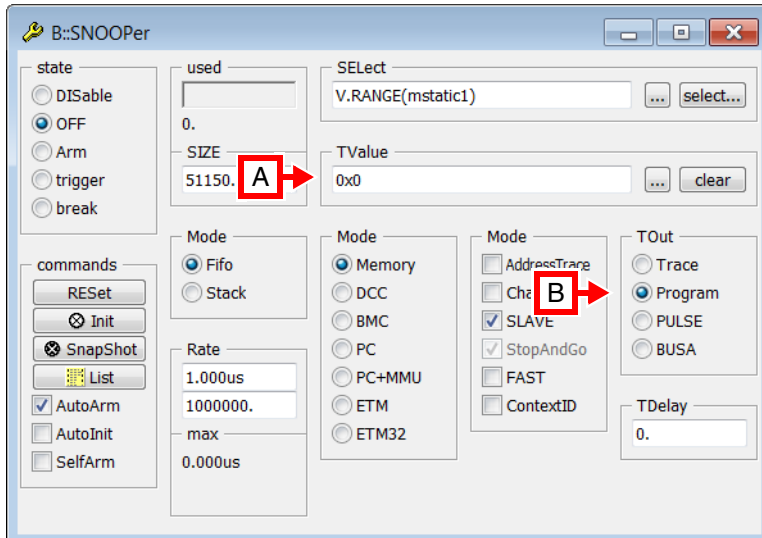 B::SNOOPer
state
DISable
OFF
Arm
trigger
break
used
0.
SIZE
51150.
A
SELect
V.RANGE(mstatic1)
...
select...
TValue
0x0
...
clear
commands
RESet
Init
SnapShot
List
AutoArm
AutoInit
SelfArm
Mode
Fifo
Stack
Rate
1.000us
1000000.
max
0.000us
Mode
Memory
DCC
BMC
PC
PC+MMU
ETM
ETM32
Mode
AddressTrace
Cha
B
SLAVE
StopAndGo
FAST
ContextID
TOut
Trace
Program
PULSE
BUSA
TDelay
0.